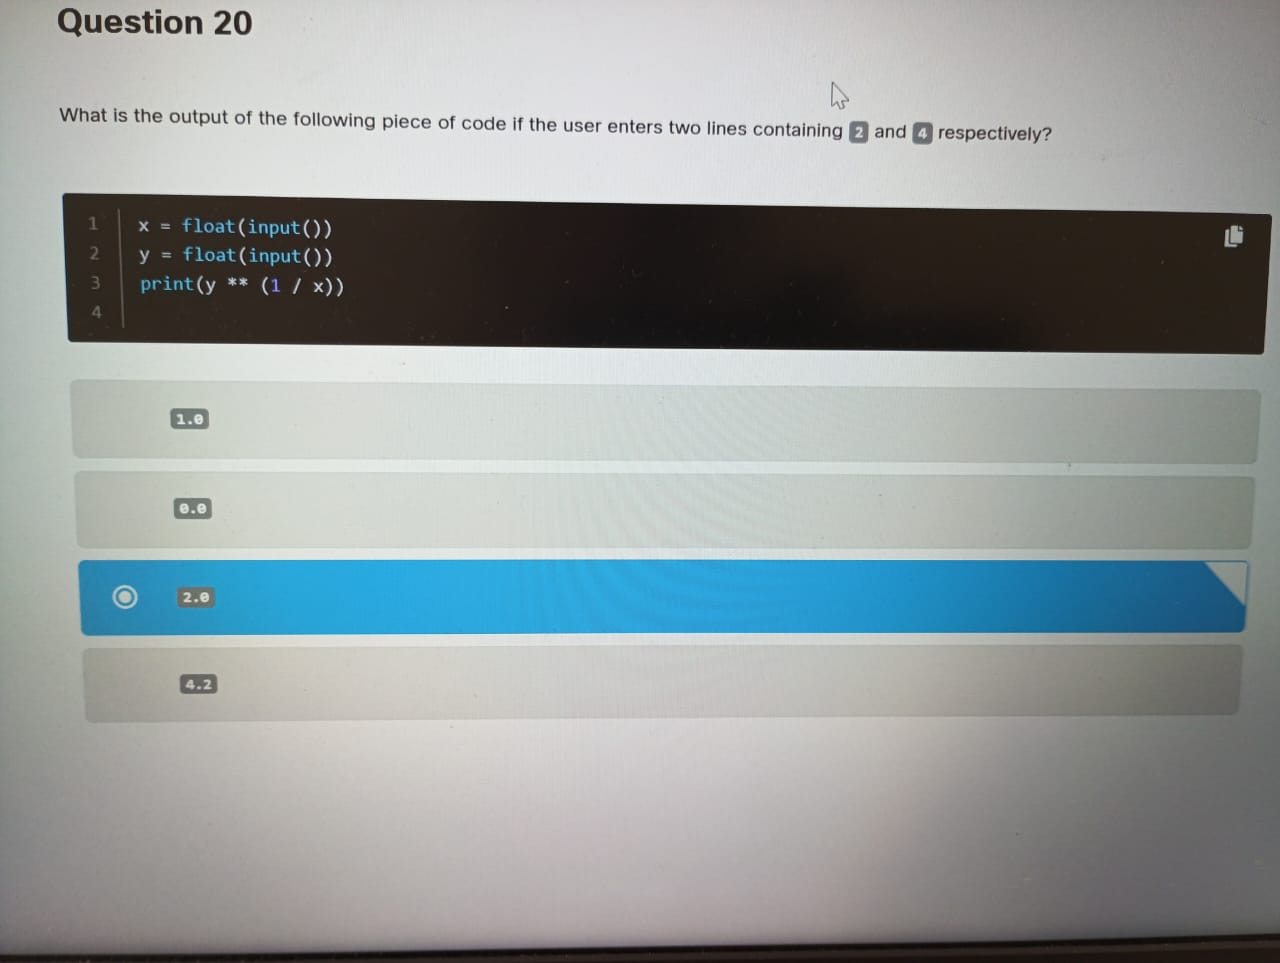 Question 20
What is the output of the following piece of code if the user enters two lines containing 2 and 4 respectively?
1 x = float(input())
2 y = float(input())
3 print(y ** (1 / x))
4
1.0
0.0
2.0
4.2